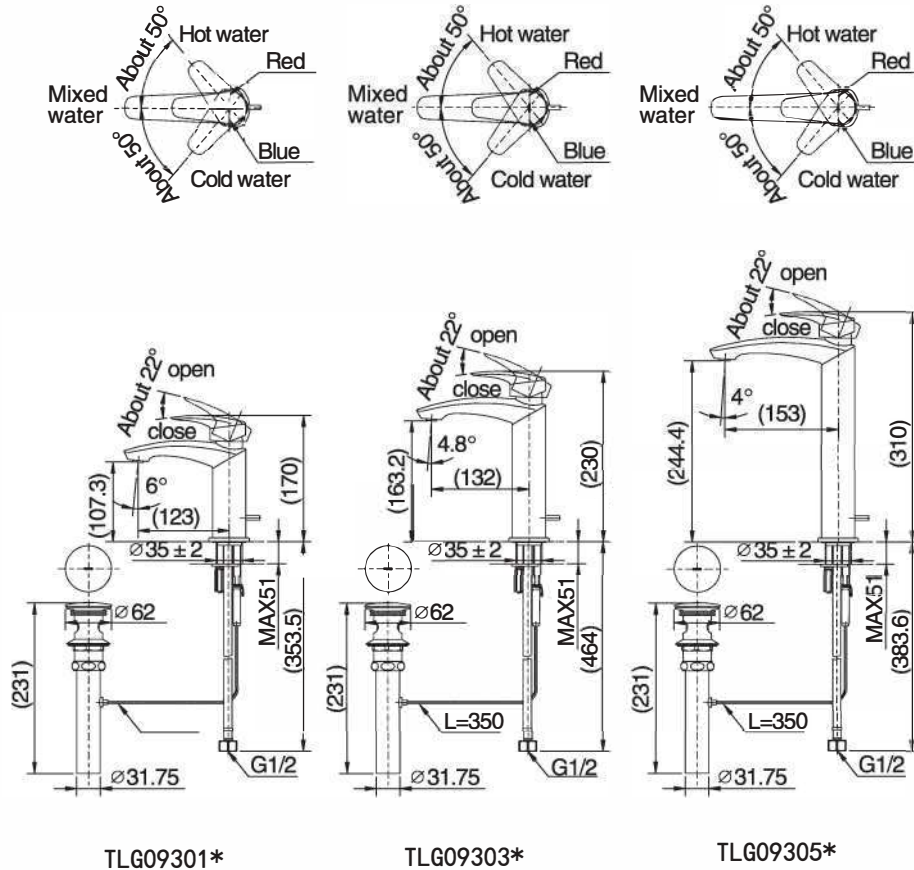 About 50°
Hot water
Red
Mixed
water
Blue
About 50°
Cold water
About 50°
Hot water
Red
Mixed
water
Blue
About 50°
Cold water
About 50°
Hot water
Red
Mixed
water
Blue
About 50°
Cold water
About 22°
open
close
6°
(123)
(107.3)
(170)
Ø35±2
MAX51
(353.5)
Ø62
(231)
G1/2
Ø31.75
TLG09301*
About 22°
open
close
4.8°
(132)
(163.2)
(230)
Ø35±2
MAX51
(464)
Ø62
(231)
L=350
G1/2
Ø31.75
TLG09303*
About 22°
open
close
4°
(153)
(244.4)
(310)
Ø35±2
MAX51
(383.6)
Ø62
(231)
L=350
G1/2
Ø31.75
TLG09305*